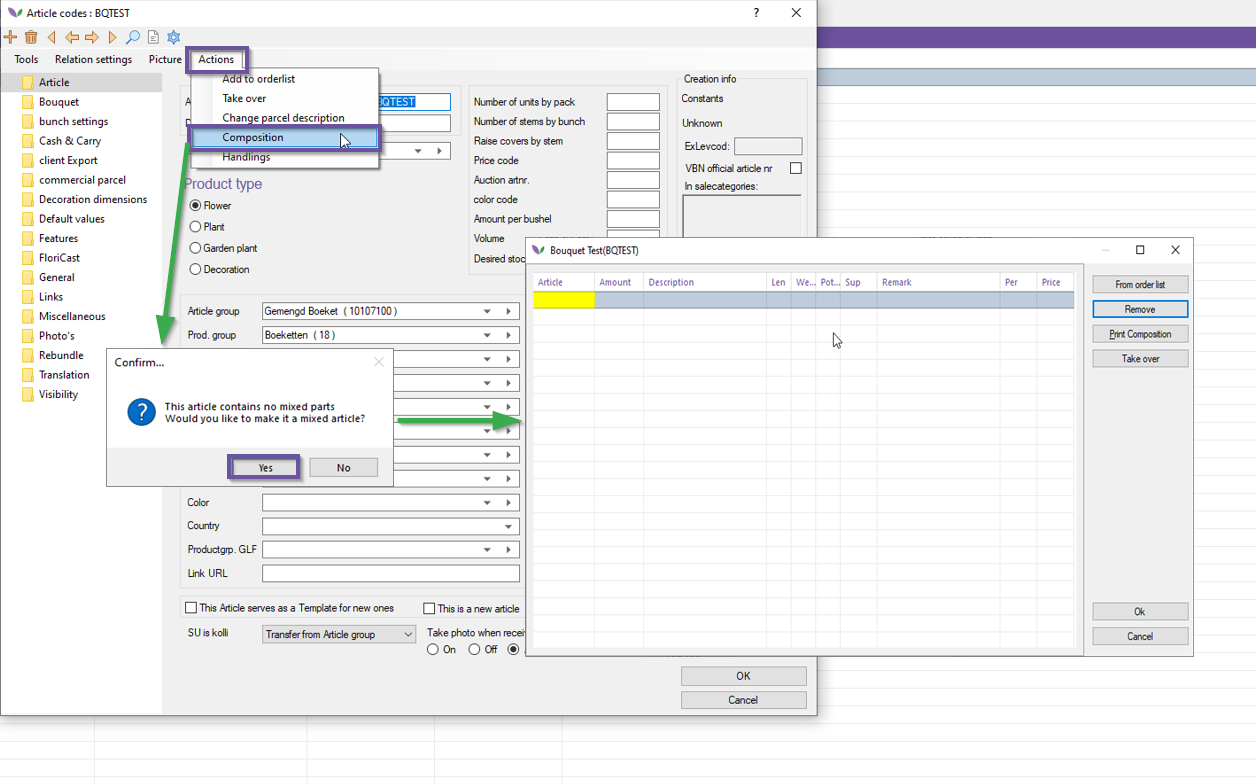 Article codes : BQTEST
?
Tools Relation settings Picture Actions
Add to orderlist
Take over
Change parcel description
Composition
Handlings
Article
Bouquet
bunch settings
Cash & Carry
client Export
commercial parcel
Decoration dimensions
Default values
Features
FloriCast
General
Links
Miscellaneous
Photo's
Rebundle
Translation
Visibility
BQTEST
Product type
Flower
Plant
Garden plant
Decoration
Number of units by pack
Number of stems by bunch
Raise covers by stem
Price code
Auction artnr.
color code
Amount per bushel
Volume
Creation info
Constants
Unknown
ExLevcod:
VBN official article nr
In salecategories:
Article group Gemengd Boeket ( 10107100 )
Prod. group Boeketten ( 18 )
Confirm...
This article contains no mixed parts
Would you like to make it a mixed article?
Yes No
Color
Country
Productgrp. GLF
Link URL
This Article serves as a Template for new ones This is a new article
SU is kolli Transfer from Article group
Take photo when
On Off
OK
Cancel
Bouquet Test(BQTEST)
Article Amount Description Len We... Pot... Sup Remark Per Price
From order list
Remove
Print Composition
Take over
Ok
Cancel